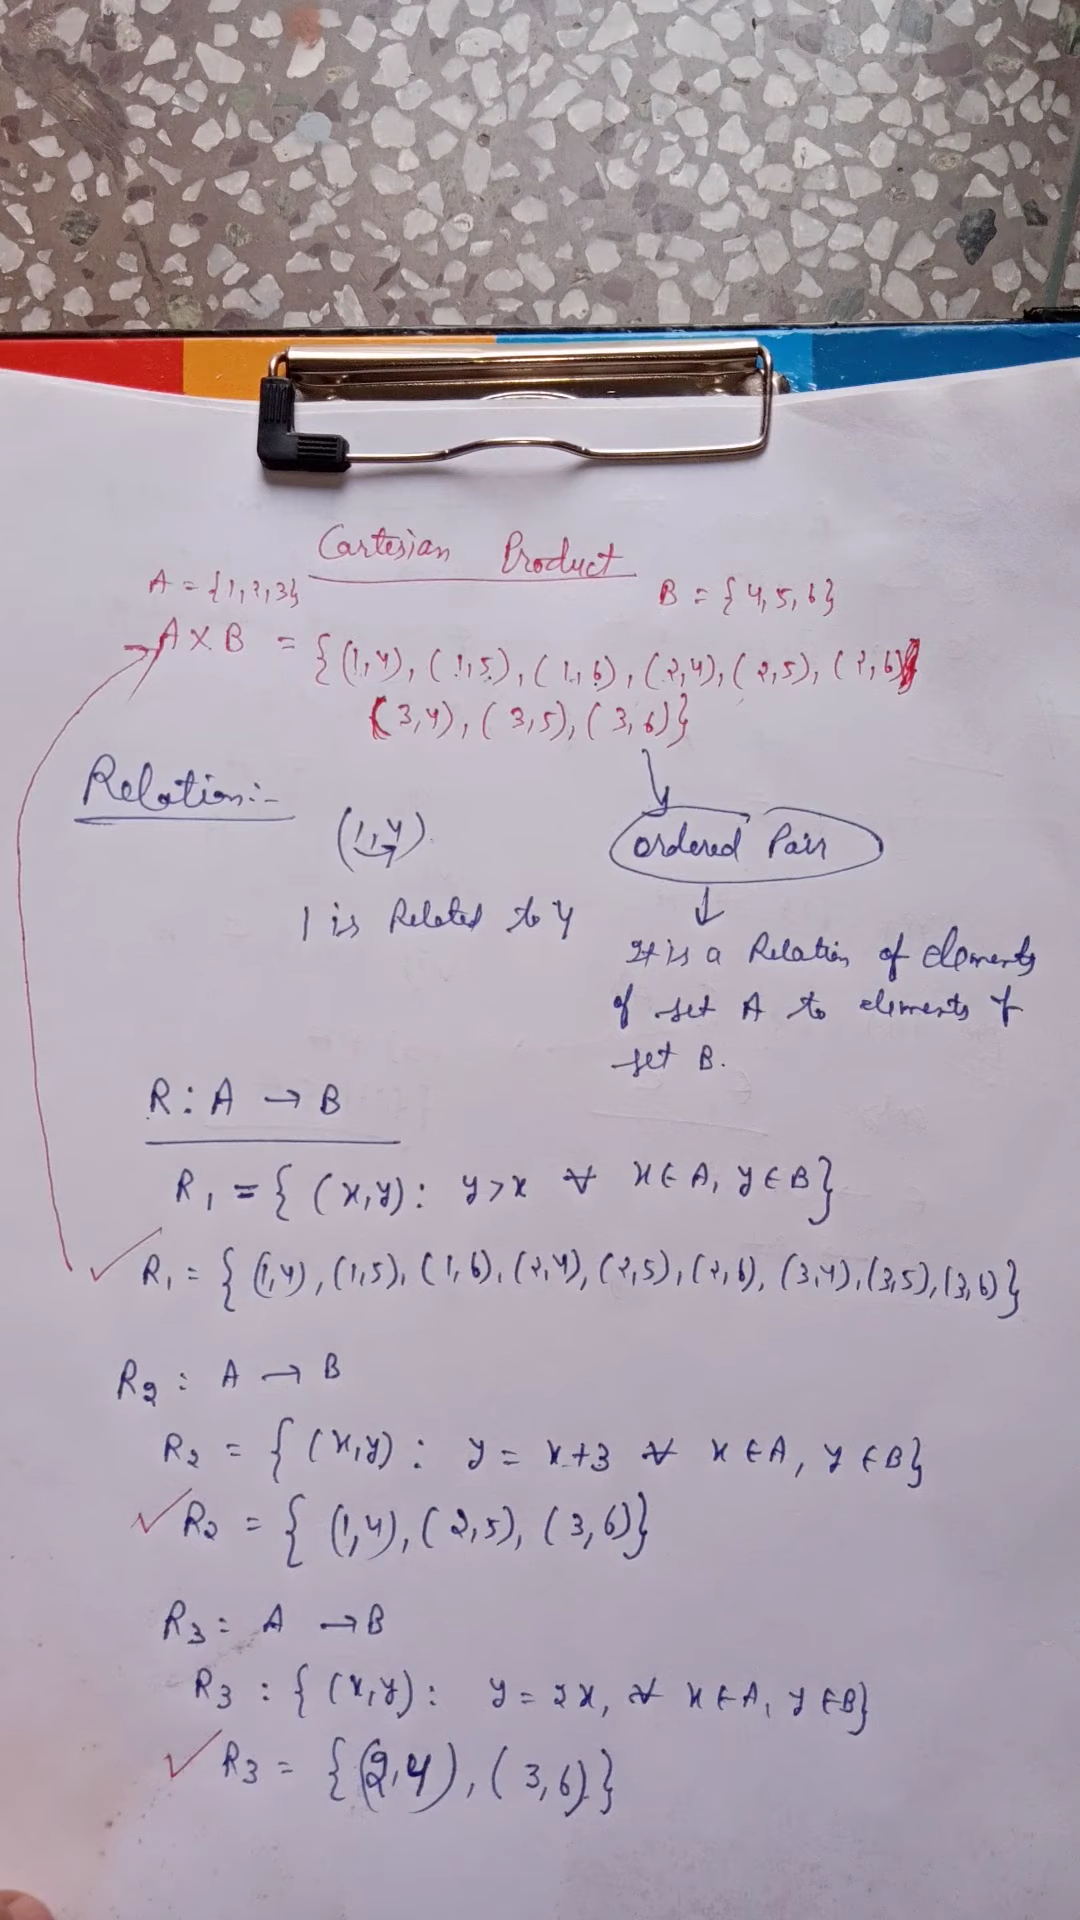 Cartesian Product
A = {1,2,3} B = {4,5,6}
A × B = {(1,4), (1,5), (1,6), (2,4), (2,5), (2,6)
(3,4), (3,5), (3,6)}
Relation:-
(1,4)
Ordered Pair
1 is Related to 4
It is a Relation of elements
of set A to elements of
set B.
R : A → B
R₁ = { (x,y) : y > x ∀ x ∈ A, y ∈ B}
R₁ = { (1,4), (1,5), (1,6), (2,4), (2,5), (2,6), (3,4), (3,5), (3,6)}
R₂ : A → B
R₂ = { (x,y) : y = x+3 ∀ x ∈ A, y ∈ B}
R₂ = { (1,4), (2,5), (3,6)}
R₃ : A → B
R₃ : { (x,y) : y = 2x, ∀ x ∈ A, y ∈ B}
R₃ = { (2,4), (3,6)}